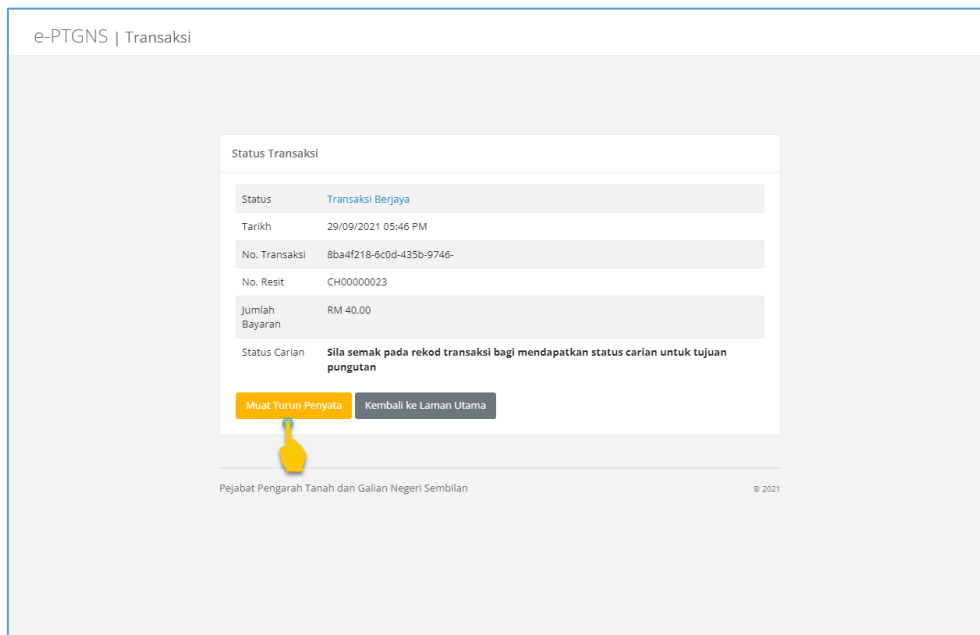 e-PTGNS | Transaksi
Status Transaksi
Status Transaksi Berjaya
Tarikh 29/09/2021 05:46 PM
No. Transaksi 8ba4f218-6c0d-435b-9746-
No. Resit CH00000023
Jumlah Bayaran RM 40.00
Status Carian Sila semak pada rekod transaksi bagi mendapatkan status carian untuk tujuan
pungutan
Muat Turun Penyata Kembali ke Laman Utama
Pejabat Pengarah Tanah dan Galian Negeri Sembilan © 2021